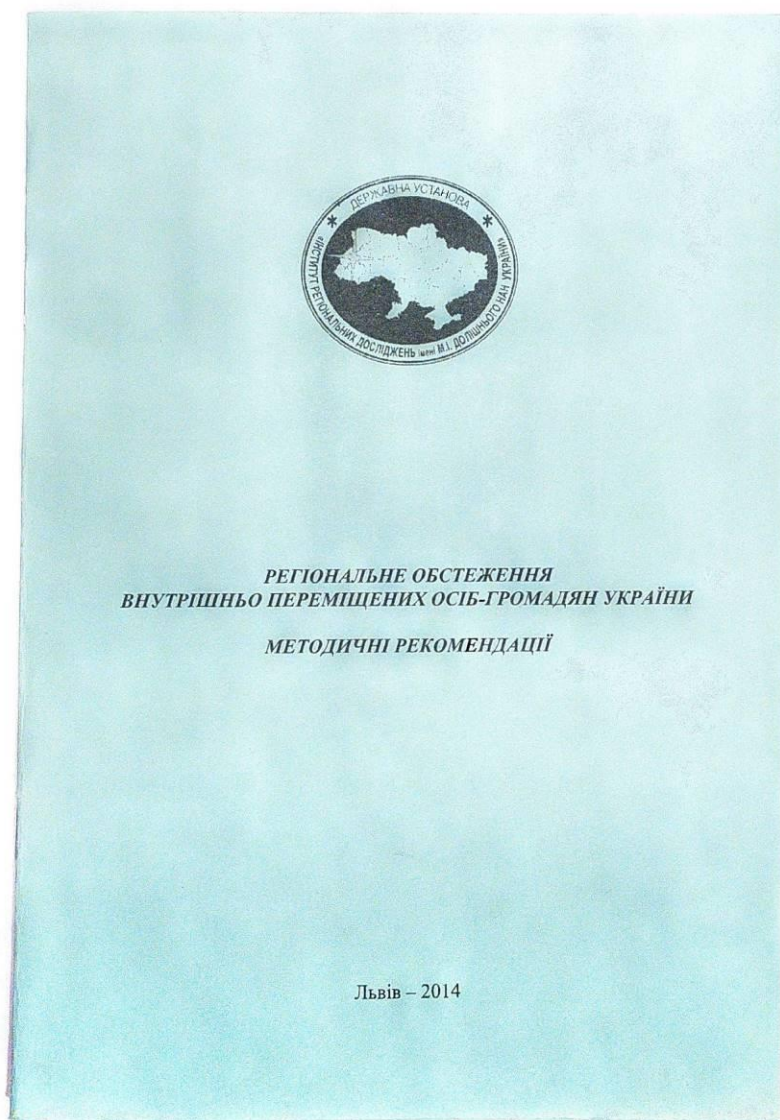 ДЕРЖАВНА УСТАНОВА
«ІНСТИТУТ РЕГІОНАЛЬНИХ ДОСЛІДЖЕНЬ імені М.І. ДОЛІШНЬОГО НАН УКРАЇНИ»
РЕГІОНАЛЬНЕ ОБСТЕЖЕННЯ
ВНУТРІШНЬО ПЕРЕМІЩЕНИХ ОСІБ-ГРОМАДЯН УКРАЇНИ
МЕТОДИЧНІ РЕКОМЕНДАЦІЇ
Львів – 2014